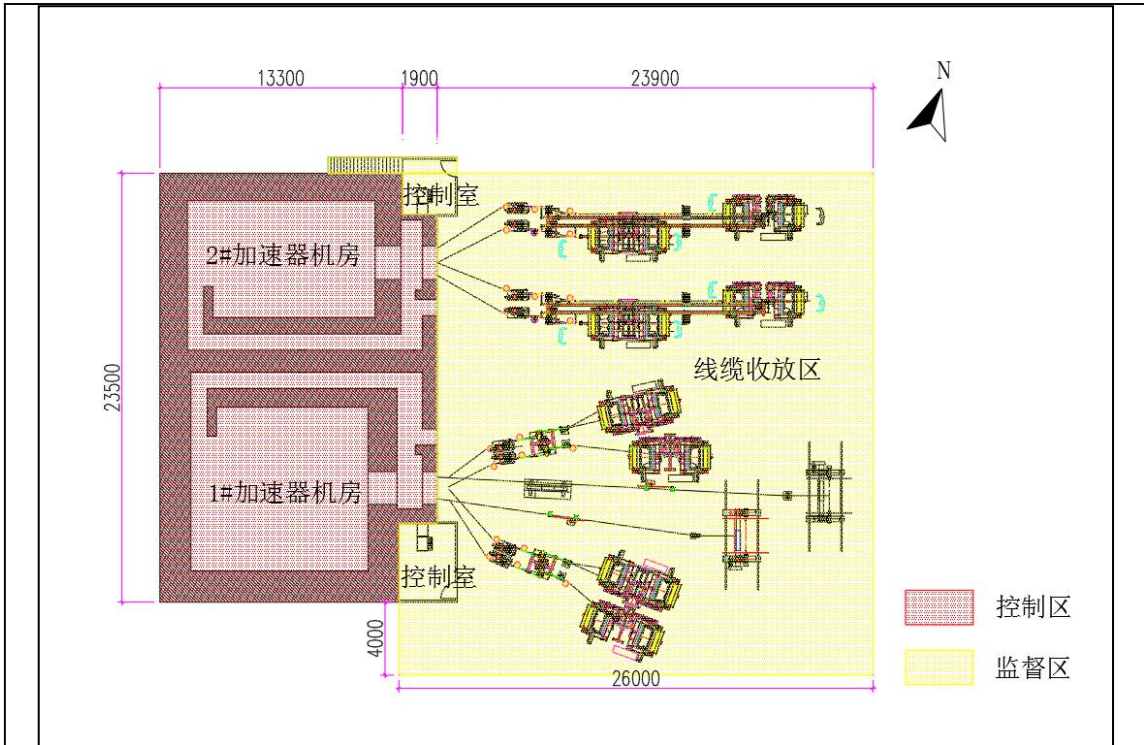 13300
1900
23900
N
控制室
2#加速器机房
线缆收放区
23500
1#加速器机房
控制室
控制区
4000
监督区
26000